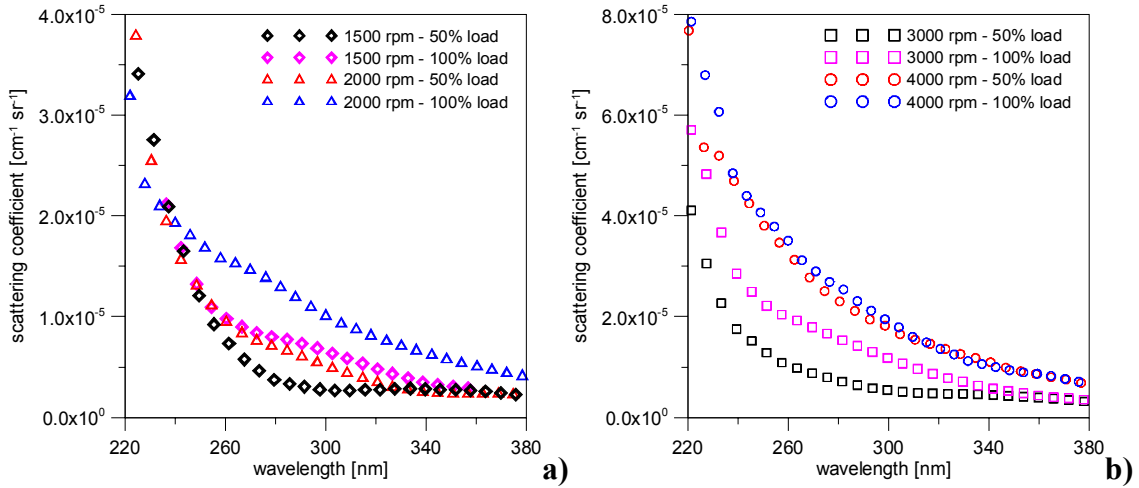 scattering coefficient [cm⁻¹ sr⁻¹]
4.0x10⁻⁵
3.0x10⁻⁵
2.0x10⁻⁵
1.0x10⁻⁵
0.0x10⁰
1500 rpm - 50% load
1500 rpm - 100% load
2000 rpm - 50% load
2000 rpm - 100% load
220 260 300 340 380
wavelength [nm]
a)
scattering coefficient [cm⁻¹ sr⁻¹]
8.0x10⁻⁵
6.0x10⁻⁵
4.0x10⁻⁵
2.0x10⁻⁵
0.0x10⁰
3000 rpm - 50% load
3000 rpm - 100% load
4000 rpm - 50% load
4000 rpm - 100% load
220 260 300 340 380
wavelength [nm]
b)